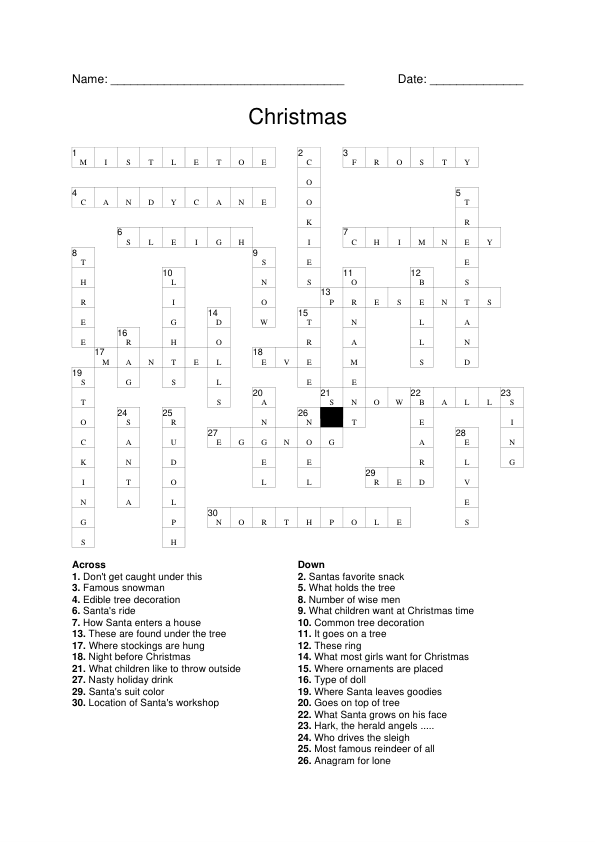 Name: ___________________________________ Date: ______________
Christmas
1 2 3
M I S T L E T O E C F R O S T Y
O
4 5
C A N D Y C A N E O T
K R
6 7
S L E I G H I C H I M N E Y
8 9
T S E E
10 11 12
H L N S O B S
13
R I O P R E S E N T S
14 15
E G W D T N L A
16
E R H O R A L N
17 18
M A N T E L E V E E M S D
19
S G S L E E
20 21 22 23
T S A S N O W B A L L S
24 25 26
O S R N N T E I
27 28
C A U E G G N O G A E N
29
K N D E E R E D L G
I T O L L D V
N A L E
30
G P N O R T H P O L E S
S H
Across
1. Don't get caught under this
3. Famous snowman
4. Edible tree decoration
6. Santa's ride
7. How Santa enters a house
13. These are found under the tree
17. Where stockings are hung
18. Night before Christmas
21. What children like to throw outside
27. Nasty holiday drink
29. Santa's suit color
30. Location of Santa's workshop
Down
2. Santas favorite snack
5. What holds the tree
8. Number of wise men
9. What children want at Christmas time
10. Common tree decoration
11. It goes on a tree
12. These ring
14. What most girls want for Christmas
15. Where ornaments are placed
16. Type of doll
19. Where Santa leaves goodies
20. Goes on top of tree
22. What Santa grows on his face
23. Hark, the herald angels .....
24. Who drives the sleigh
25. Most famous reindeer of all
26. Anagram for lone